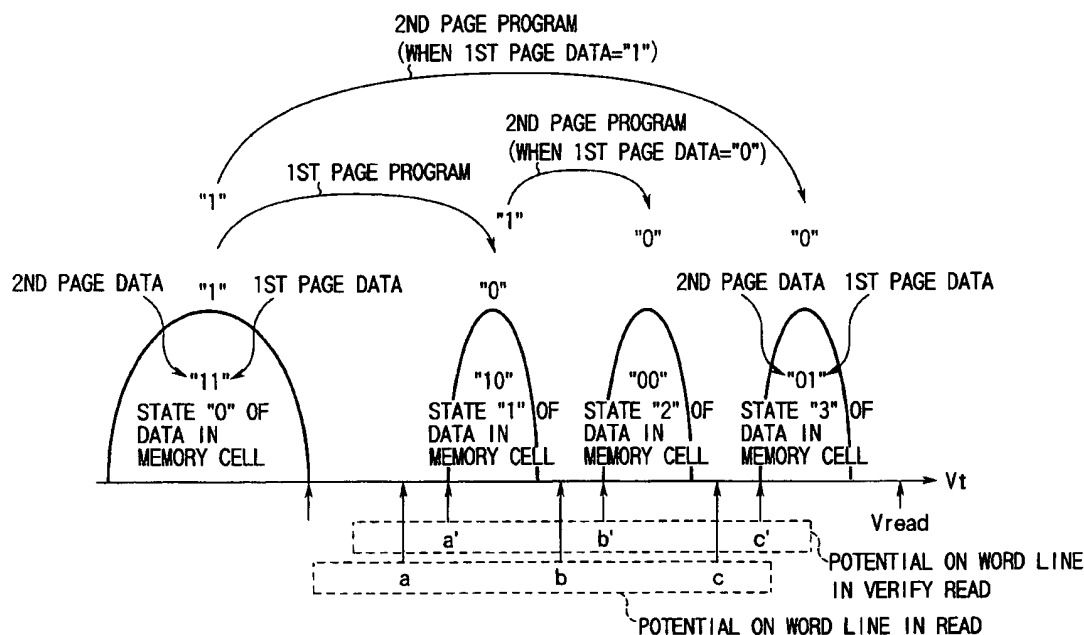 2ND PAGE PROGRAM
(WHEN 1ST PAGE DATA="1")
2ND PAGE PROGRAM
(WHEN 1ST PAGE DATA="0")
1ST PAGE PROGRAM
"1"
"1"
"0"
"0"
2ND PAGE DATA
"1"
1ST PAGE DATA
"0"
2ND PAGE DATA
1ST PAGE DATA
"11"
STATE "0" OF
DATA IN
MEMORY CELL
"10"
STATE "1" OF
DATA IN
MEMORY CELL
"00"
STATE "2" OF
DATA IN
MEMORY CELL
"01"
STATE "3" OF
DATA IN
MEMORY CELL
Vt
Vread
a'
b'
c'
POTENTIAL ON WORD LINE
IN VERIFY READ
a
b
c
POTENTIAL ON WORD LINE IN READ